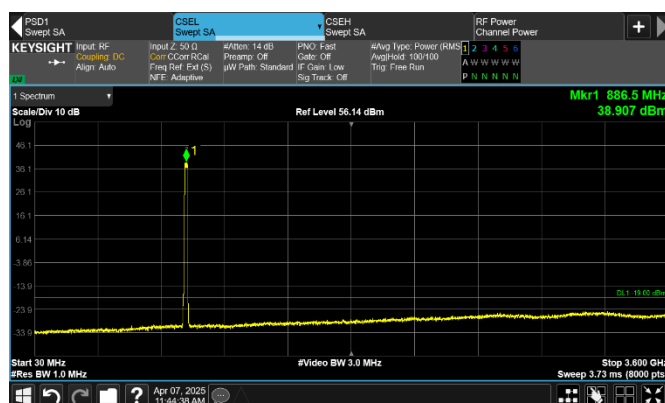 PSD1
Swept SA
CSEL
Swept SA
CSEH
Swept SA
RF Power
Channel Power
KEYSIGHT
Input: RF
Coupling: DC
Align: Auto
Input Z: 50 Ω
Corr CCorr RCal
Freq Ref: Ext (S)
NFE: Adaptive
#Atten: 14 dB
Preamp: Off
µW Path: Standard
PNO: Fast
Gate: Off
IF Gain: Low
Sig Track: Off
#Avg Type: Power (RMS)
Avg|Hold: 100/100
Trig: Free Run
1 2 3 4 5 6
A W W W W W
P N N N N N
1 Spectrum
Mkr1 886.5 MHz
38.907 dBm
Scale/Div 10 dB
Ref Level 56.14 dBm
Log
1
46.1
36.1
26.1
16.1
6.14
-3.86
-13.9
DL1 -19.00 dBm
-23.9
-33.9
Start 30 MHz
#Video BW 3.0 MHz
Stop 3.600 GHz
#Res BW 1.0 MHz
Sweep 3.73 ms (8000 pts)
?
Apr 07, 2025
11:44:38 AM